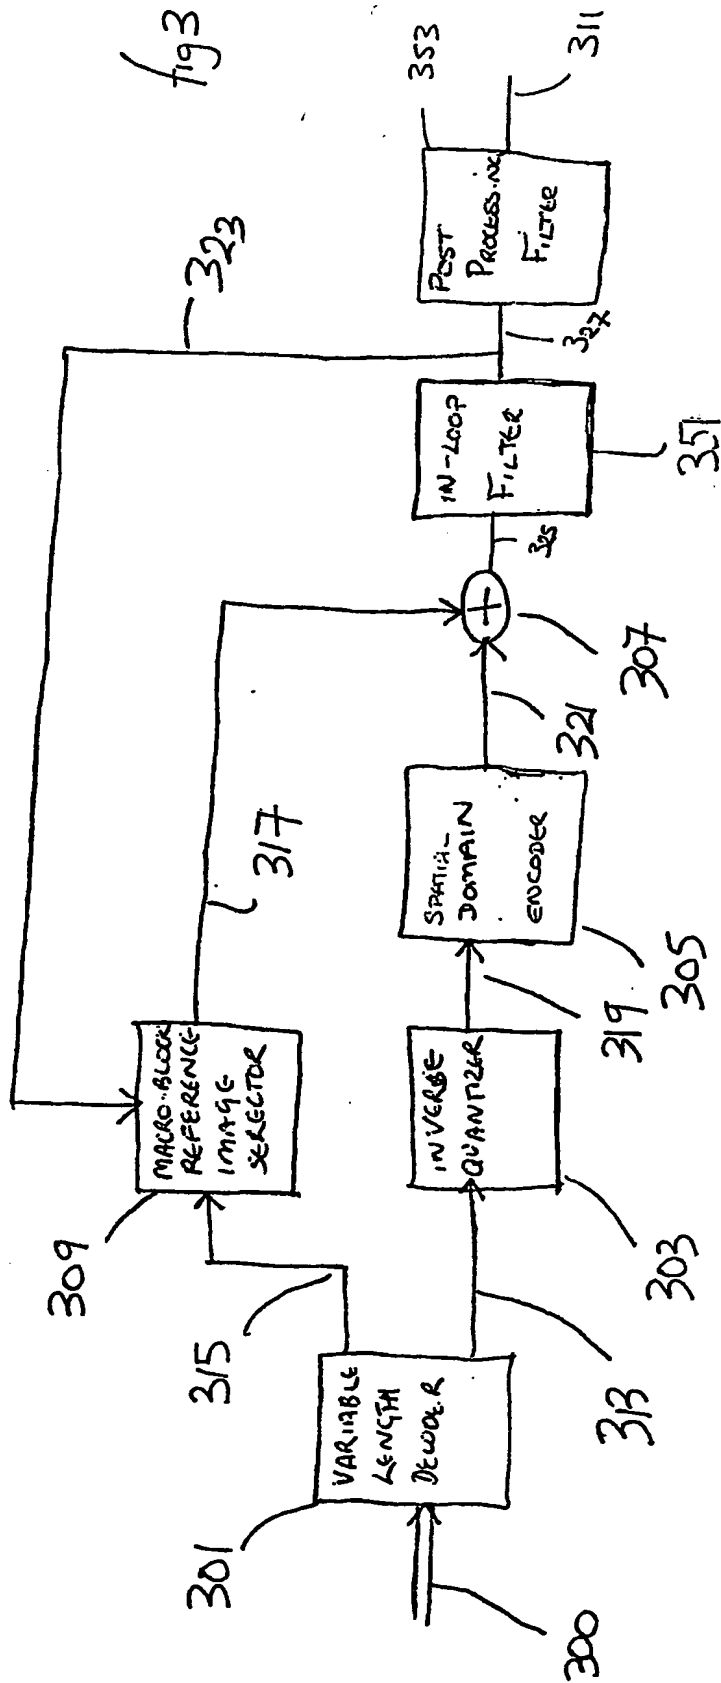 fig 3
323
353
POST
PROCESSING
FILTER
311
327
IN-LOOP
FILTER
351
325
307
317
321
SPATIAL-
DOMAIN
ENCODER
305
319
MACRO-BLOCK
REFERENCE
IMAGE
SERECTOR
309
INVERSE
QUANTIZER
303
315
313
VARIABLE
LENGTH
DECODER
301
300